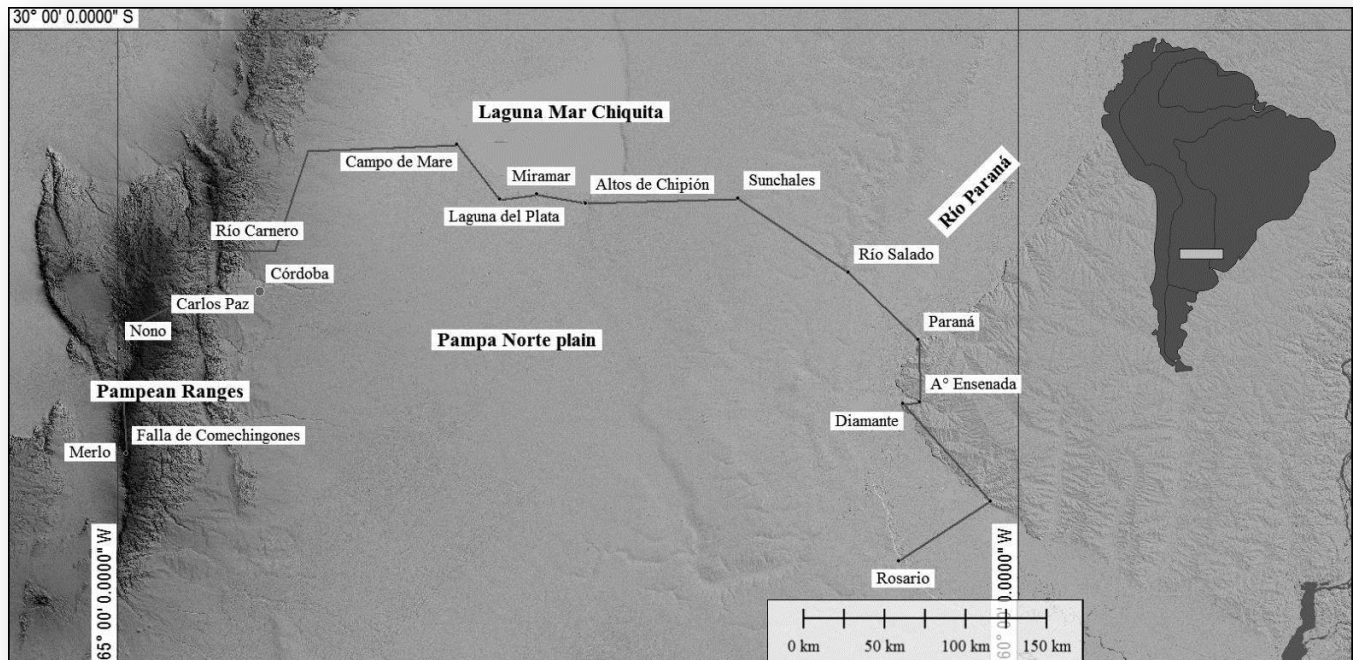 30° 00' 0.0000" S
Laguna Mar Chiquita
Campo de Mare
Miramar
Altos de Chipión
Sunchales
Río Paraná
Laguna del Plata
Río Carnero
Río Salado
Córdoba
Carlos Paz
Nono
Pampa Norte plain
Paraná
Pampean Ranges
A° Ensenada
Diamante
Falla de Comechingones
Merlo
65° 00' 0.0000" W
60° 00' 0.0000" W
Rosario
0 km 50 km 100 km 150 km